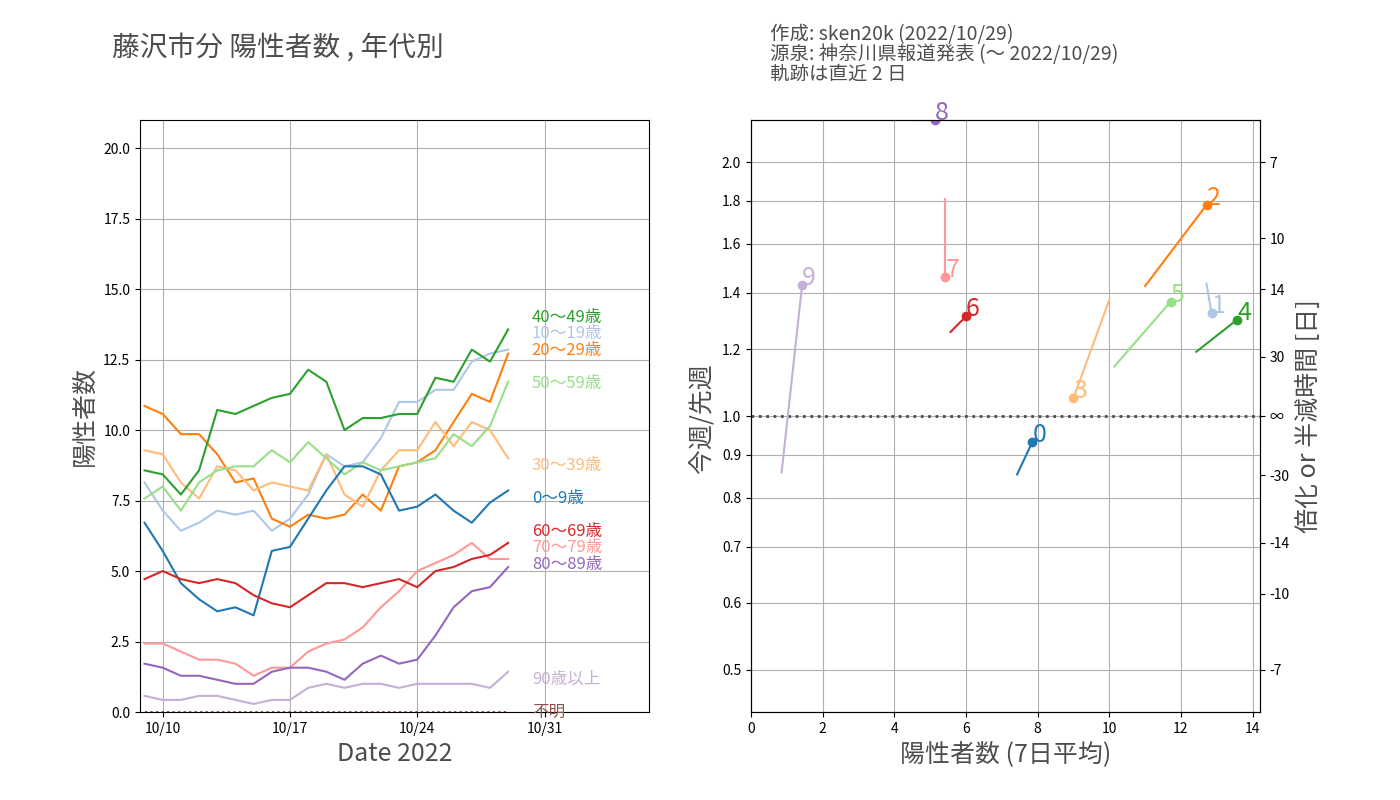 藤沢市分 陽性者数 , 年代別
作成: sken20k (2022/10/29)
源泉: 神奈川県報道発表 (〜 2022/10/29)
軌跡は直近 2 日
陽性者数
20.0
17.5
15.0
12.5
10.0
7.5
5.0
2.5
0.0
10/10
10/17
10/24
10/31
Date 2022
40〜49歳
10〜19歳
20〜29歳
50〜59歳
30〜39歳
0〜9歳
60〜69歳
70〜79歳
80〜89歳
90歳以上
不明
今週/先週
2.0
1.8
1.6
1.4
1.2
1.0
0.9
0.8
0.7
0.6
0.5
8
2
7
9
5
1
6
4
3
0
0
2
4
6
8
10
12
14
陽性者数 (7日平均)
7
10
14
30
∞
-30
-14
-10
-7
倍化 or 半減時間 [日]